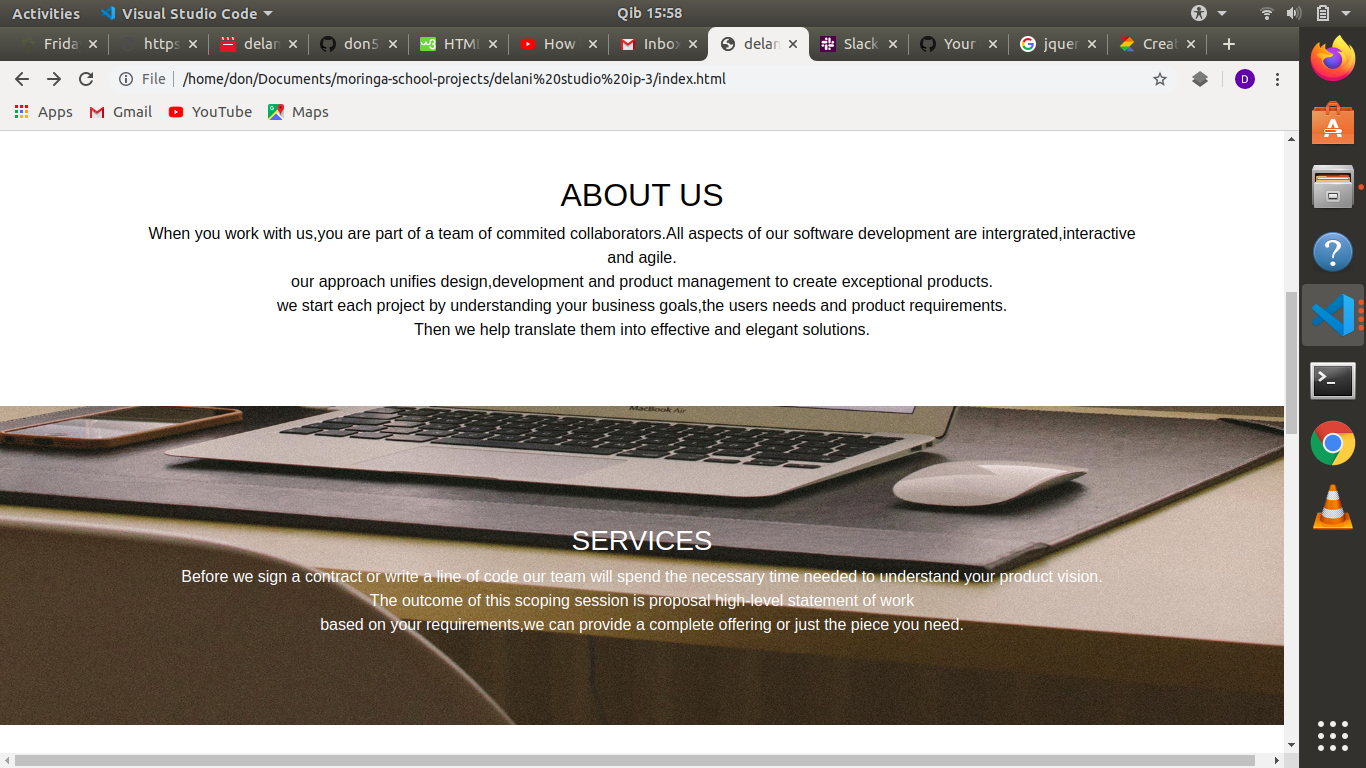 Activities Visual Studio Code Qib 15:58
Frida https delan don5 HTML How Inbox delan Slack Your jquer Creat
File /home/don/Documents/moringa-school-projects/delani%20studio%20ip-3/index.html D
Apps Gmail YouTube Maps
ABOUT US
When you work with us,you are part of a team of commited collaborators.All aspects of our software development are intergrated,interactive
and agile.
our approach unifies design,development and product management to create exceptional products.
we start each project by understanding your business goals,the users needs and product requirements.
Then we help translate them into effective and elegant solutions.
MacBook Air
SERVICES
Before we sign a contract or write a line of code our team will spend the necessary time needed to understand your product vision.
The outcome of this scoping session is proposal high-level statement of work
based on your requirements,we can provide a complete offering or just the piece you need.